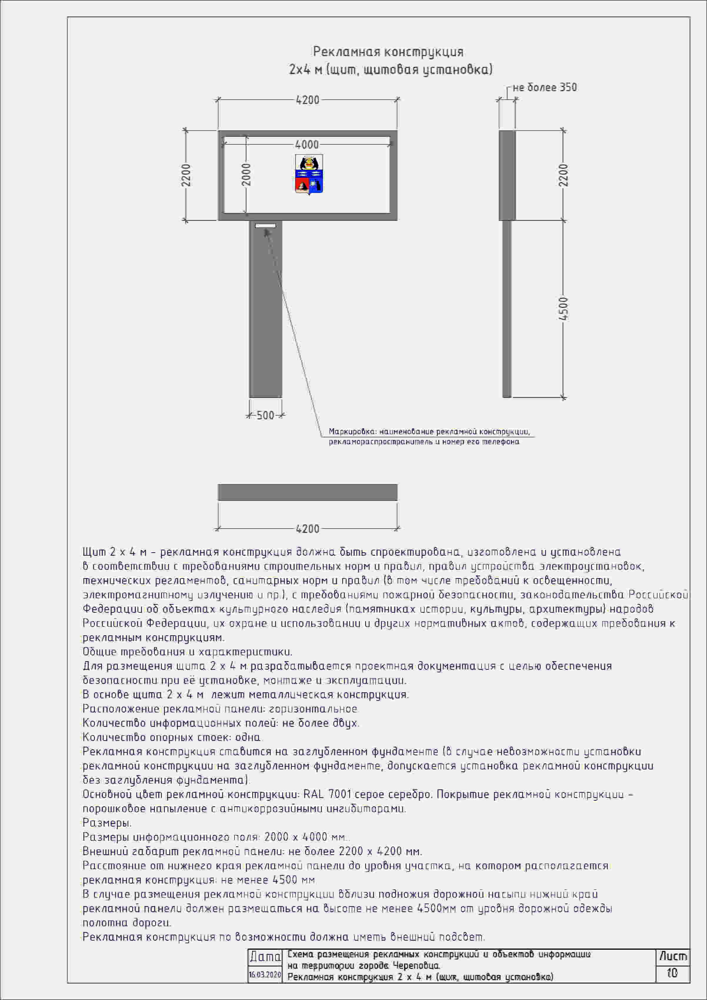 Рекламная конструкция
2х4 м (щит, щитовая установка)
не более 350
4200
4000
2200
2000
2200
4500
500
Маркировка: наименование рекламной конструкции,
рекламораспространитель и номер его телефона
4200
Щит 2 х 4 м – рекламная конструкция должна быть спроектирована, изготовлена и установлена
в соответствии с требованиями строительных норм и правил, правил устройства электроустановок,
технических регламентов, санитарных норм и правил (в том числе требований к освещенности,
электромагнитному излучению и пр.), с требованиями пожарной безопасности, законодательства Российской
Федерации об объектах культурного наследия (памятниках истории, культуры, архитектуры) народов
Российской Федерации, их охране и использовании и других нормативных актов, содержащих требования к
рекламным конструкциям.
Общие требования и характеристики.
Для размещения щита 2 х 4 м разрабатывается проектная документация с целью обеспечения
безопасности при её установке, монтаже и эксплуатации.
В основе щита 2 х 4 м лежит металлическая конструкция.
Расположение рекламной панели: горизонтальное.
Количество информационных полей: не более двух.
Количество опорных стоек: одна.
Рекламная конструкция ставится на заглубленном фундаменте (в случае невозможности установки
рекламной конструкции на заглубленном фундаменте, допускается установка рекламной конструкции
без заглубления фундамента).
Основной цвет рекламной конструкции: RAL 7001 серое серебро. Покрытие рекламной конструкции –
порошковое напыление с антикоррозийными ингибиторами.
Размеры.
Размеры информационного поля: 2000 х 4000 мм.
Внешний габарит рекламной панели: не более 2200 х 4200 мм.
Расстояние от нижнего края рекламной панели до уровня участка, на котором располагается
рекламная конструкция: не менее 4500 мм
В случае размещения рекламной конструкции вблизи подножия дорожной насыпи нижний край
рекламной панели должен размещаться на высоте не менее 4500мм от уровня дорожной одежды
полотна дороги.
Рекламная конструкция по возможности должна иметь внешний подсвет.
Дата
16.03.2020
Схема размещения рекламных конструкций и объектов информации
на территории города Череповца.
Рекламная конструкция 2 х 4 м (щит, щитовая установка)
Лист
10